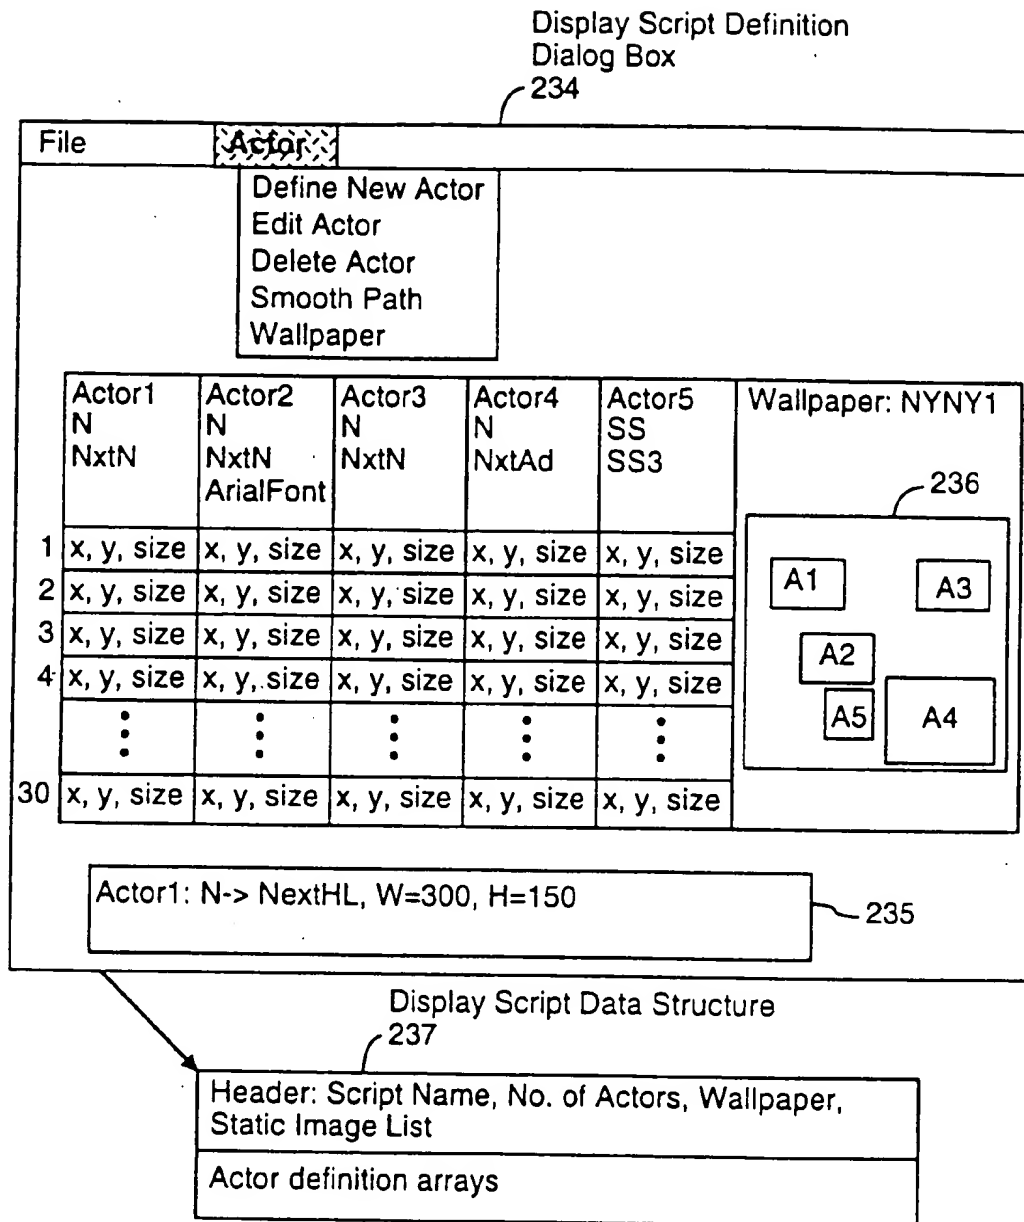 Display Script Definition
Dialog Box
234
File Actor
Define New Actor
Edit Actor
Delete Actor
Smooth Path
Wallpaper
Actor1 Actor2 Actor3 Actor4 Actor5 Wallpaper: NYNY1
N N N N SS
NxtN NxtN NxtN NxtAd SS3
ArialFont
236
1 x, y, size x, y, size x, y, size x, y, size x, y, size
2 x, y, size x, y, size x, y, size x, y, size x, y, size
3 x, y, size x, y, size x, y, size x, y, size x, y, size
4 x, y, size x, y, size x, y, size x, y, size x, y, size
30 x, y, size x, y, size x, y, size x, y, size x, y, size
A1 A3
A2
A5 A4
Actor1: N-> NextHL, W=300, H=150
235
Display Script Data Structure
237
Header: Script Name, No. of Actors, Wallpaper,
Static Image List
Actor definition arrays